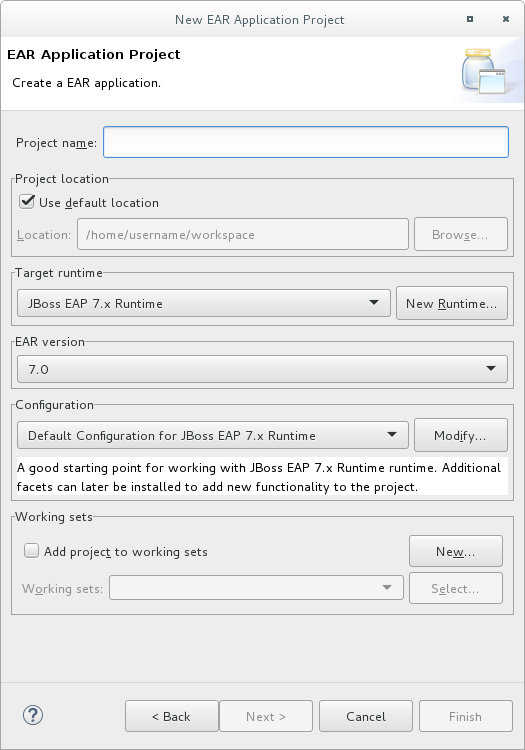 New EAR Application Project
EAR Application Project
Create a EAR application.
Project name:
Project location
Use default location
Location: /home/username/workspace Browse...
Target runtime
JBoss EAP 7.x Runtime New Runtime...
EAR version
7.0
Configuration
Default Configuration for JBoss EAP 7.x Runtime Modify...
A good starting point for working with JBoss EAP 7.x Runtime runtime. Additional
facets can later be installed to add new functionality to the project.
Working sets
Add project to working sets New...
Working sets: Select...
? < Back Next > Cancel Finish